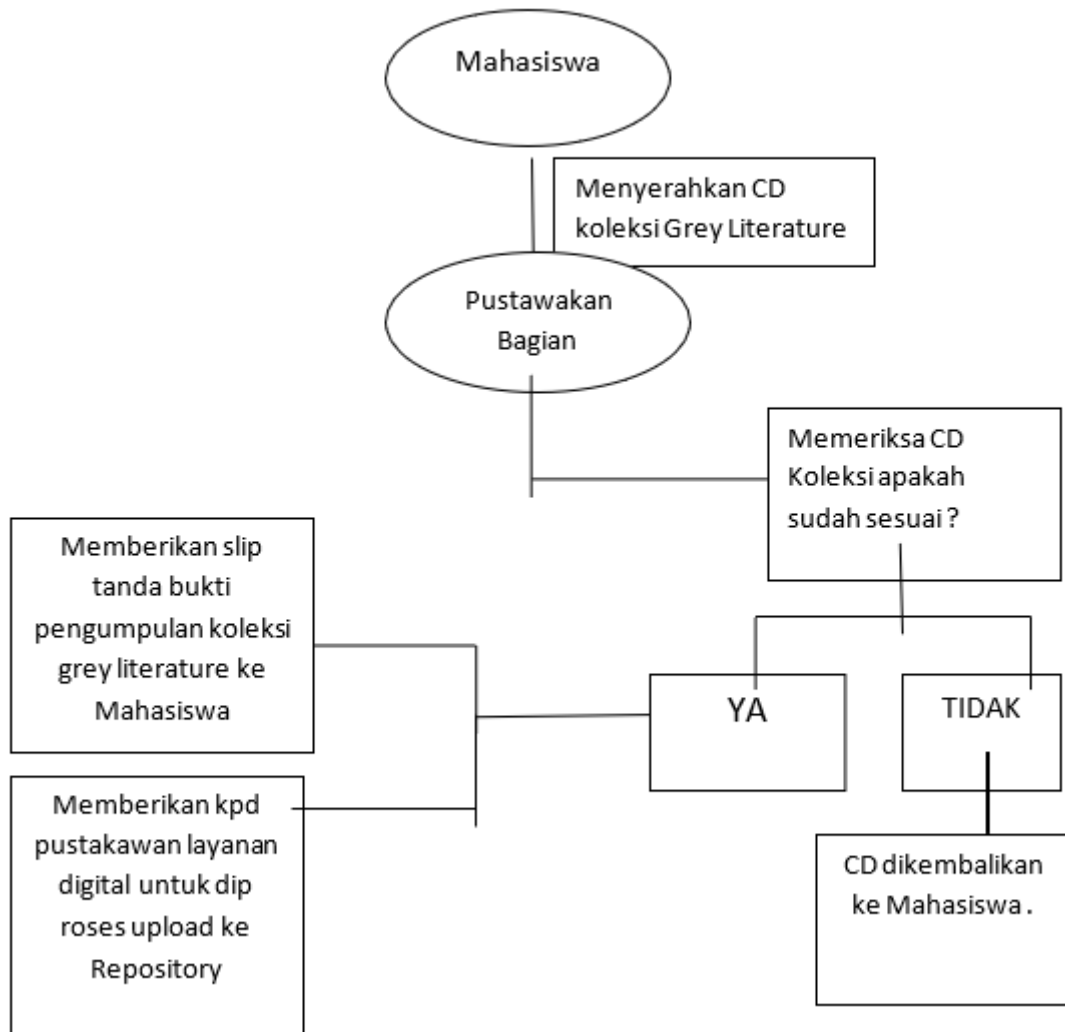 Mahasiswa
Menyerahkan CD
koleksi Grey Literature
Pustawakan
Bagian
Memeriksa CD
Koleksi apakah
sudah sesuai ?
YA
TIDAK
Memberikan slip
tanda bukti
pengumpulan koleksi
grey literature ke
Mahasiswa
Memberikan kpd
pustakawan layanan
digital untuk dip
roses upload ke
Repository
CD dikembalikan
ke Mahasiswa .